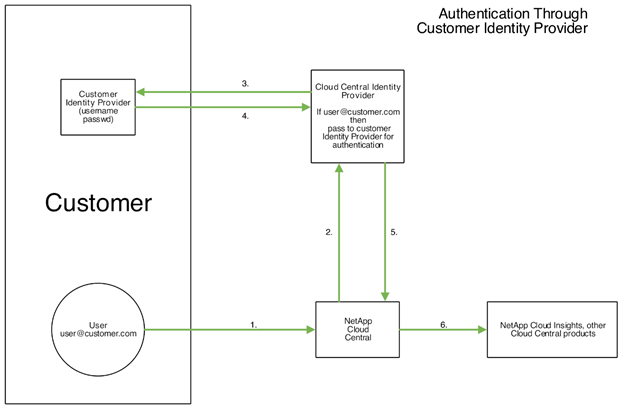 Authentication Through
Customer Identity Provider
3.
Customer
Identity Provider
(username
passwd)
Cloud Central Identity
Provider
If user@customer.com
then
pass to customer
Identity Provider for
authentication
4.
Customer
2.
5.
User
user@customer.com
1.
NetApp
Cloud
Central
6.
NetApp Cloud Insights, other
Cloud Central products